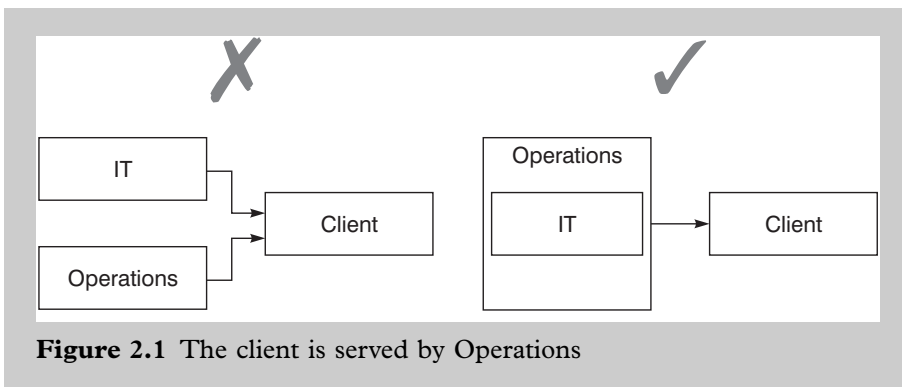 IT
Operations
Client
Operations
IT
Client
Figure 2.1 The client is served by Operations